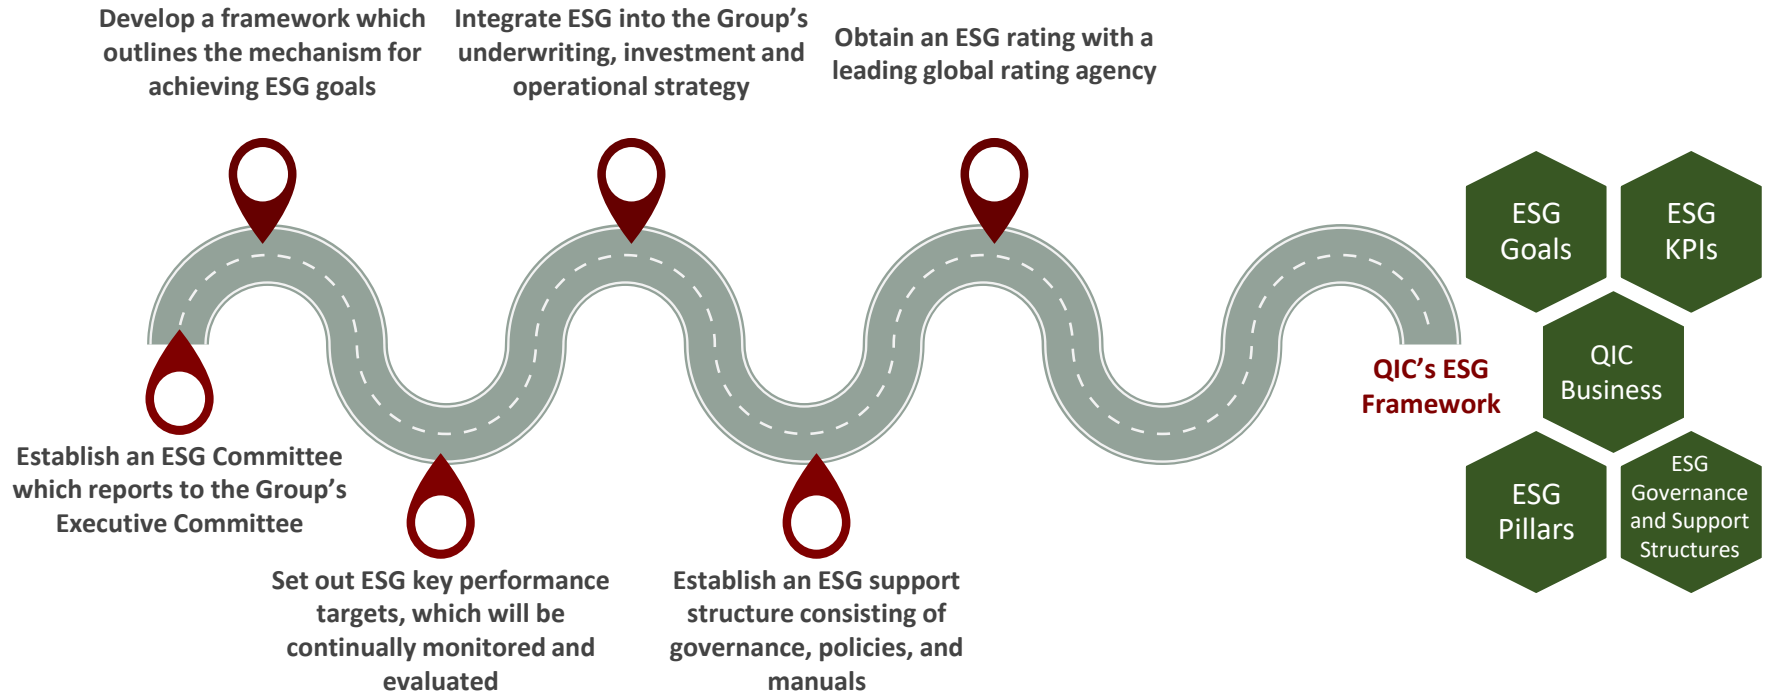 Develop a framework which
outlines the mechanism for
achieving ESG goals
Integrate ESG into the Group’s
underwriting, investment and
operational strategy
Obtain an ESG rating with a
leading global rating agency
Establish an ESG Committee
which reports to the Group’s
Executive Committee
Set out ESG key performance
targets, which will be
continually monitored and
evaluated
Establish an ESG support
structure consisting of
governance, policies, and
manuals
QIC’s ESG
Framework
ESG
Goals
ESG
KPIs
QIC
Business
ESG
Pillars
ESG
Governance
and Support
Structures